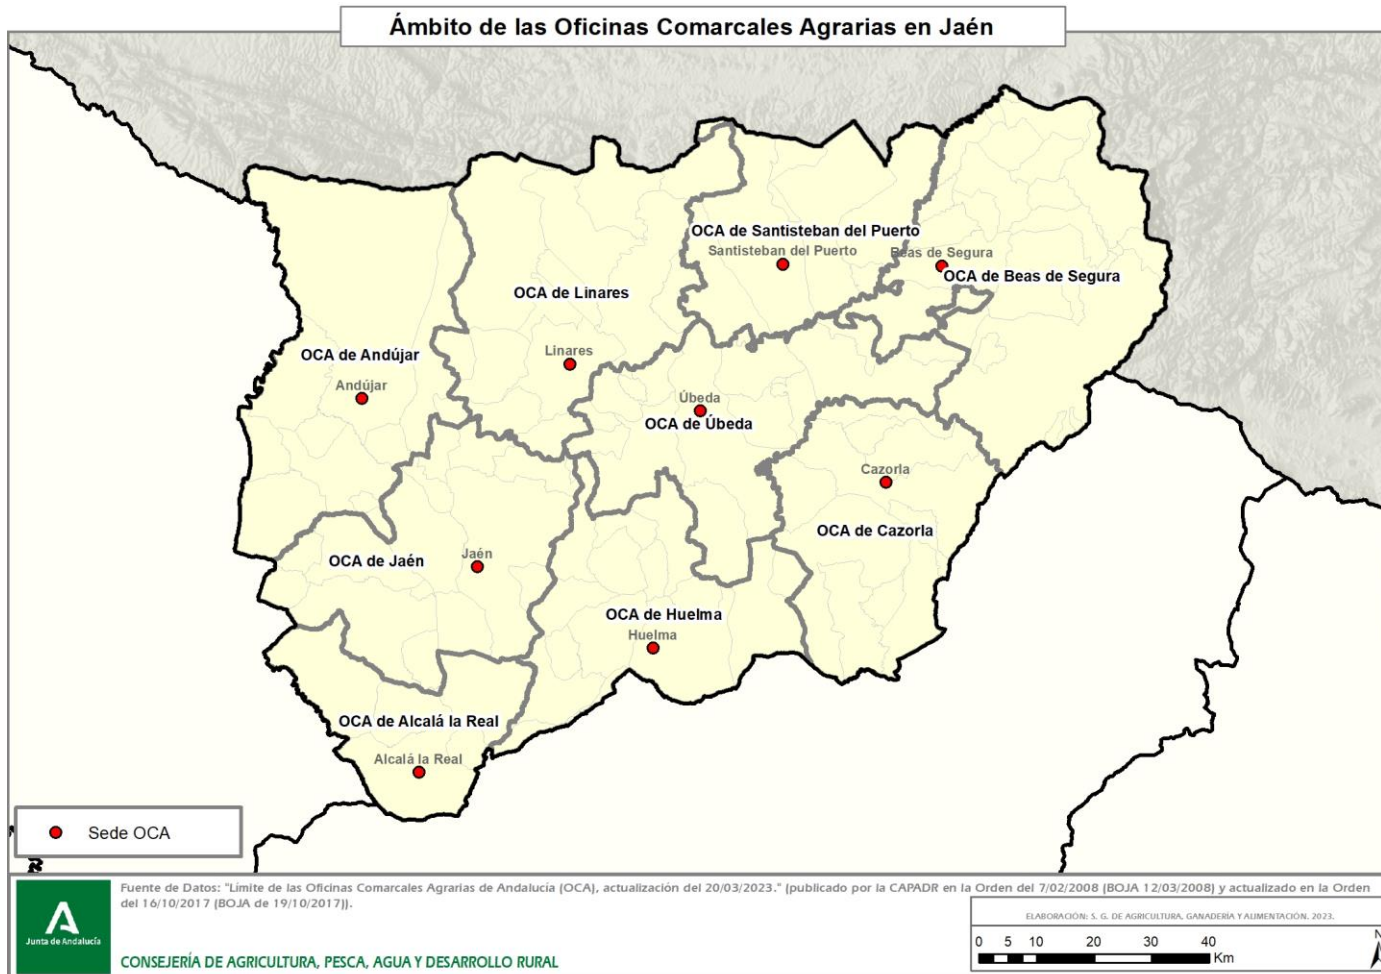 Ámbito de las Oficinas Comarcales Agrarias en Jaén
OCA de Santisteban del Puerto
Santisteban del Puerto
Beas de Segura
OCA de Beas de Segura
OCA de Linares
Linares
OCA de Andújar
Andújar
Úbeda
OCA de Úbeda
Cazorla
OCA de Cazorla
OCA de Jaén
Jaén
OCA de Huelma
Huelma
OCA de Alcalá la Real
Alcalá la Real
Sede OCA
Junta de Andalucía
Fuente de Datos: "Límite de las Oficinas Comarcales Agrarias de Andalucía (OCA), actualización del 20/03/2023." (publicado por la CAPADR en la Orden del 7/02/2008 (BOJA 12/03/2008) y actualizado en la Orden
del 16/10/2017 (BOJA de 19/10/2017)).
CONSEJERÍA DE AGRICULTURA, PESCA, AGUA Y DESARROLLO RURAL
ELABORACIÓN: S. G. DE AGRICULTURA, GANADERÍA Y ALIMENTACIÓN. 2023.
0 5 10 20 30 40
Km
N